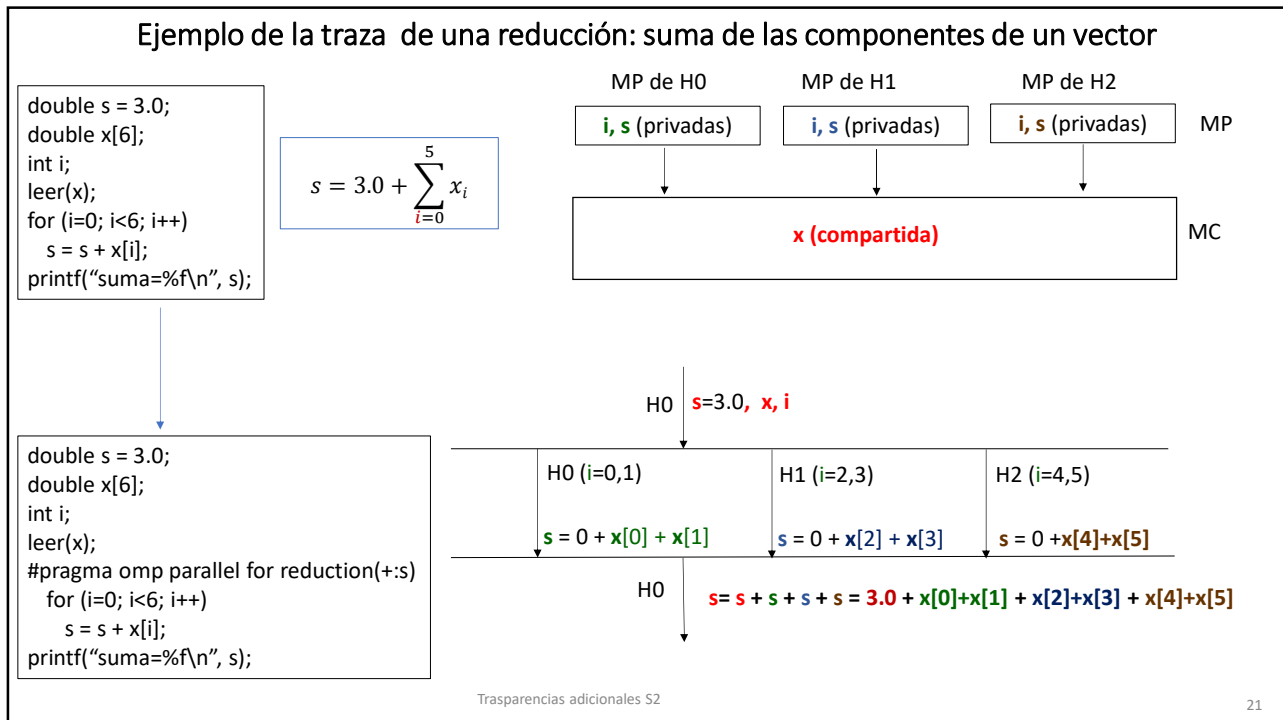 Ejemplo de la traza de una reducción: suma de las componentes de un vector
double s = 3.0;
double x[6];
int i;
leer(x);
for (i=0; i<6; i++)
s = s + x[i];
printf(“suma=%f\n”, s);
s = 3.0 + ∑_{i=0}^{5} x_i
MP de H0
MP de H1
MP de H2
i, s (privadas)
i, s (privadas)
i, s (privadas)
MP
x (compartida)
MC
double s = 3.0;
double x[6];
int i;
leer(x);
#pragma omp parallel for reduction(+:s)
for (i=0; i<6; i++)
s = s + x[i];
printf(“suma=%f\n”, s);
H0
s=3.0, x, i
H0 (i=0,1)
H1 (i=2,3)
H2 (i=4,5)
s = 0 + x[0] + x[1]
s = 0 + x[2] + x[3]
s = 0 +x[4]+x[5]
H0
s= s + s + s + s = 3.0 + x[0]+x[1] + x[2]+x[3] + x[4]+x[5]
Trasparencias adicionales S2
21